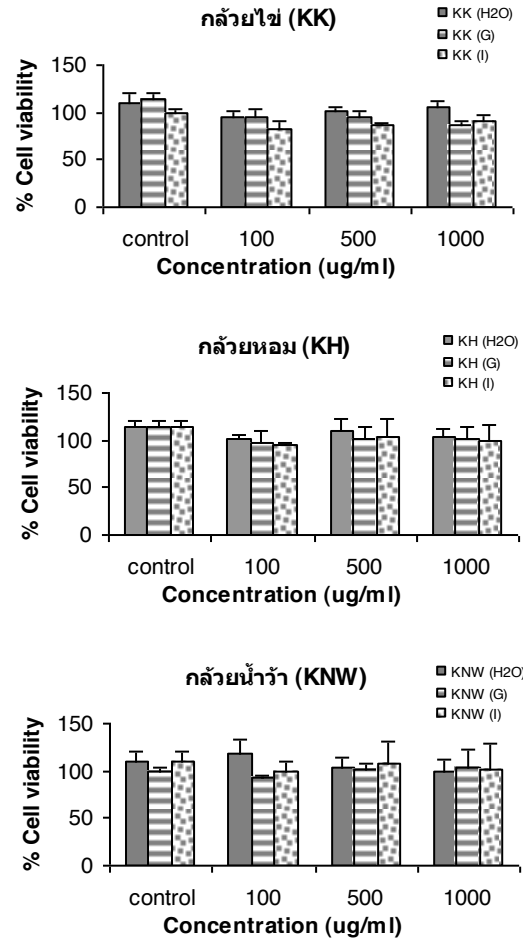 กล้วยไข่ (KK)
KK (H2O)
KK (G)
KK (I)
% Cell viability
150
100
50
0
control 100 500 1000
Concentration (ug/ml)
กล้วยหอม (KH)
KH (H2O)
KH (G)
KH (I)
% Cell viability
150
100
50
0
control 100 500 1000
Concentration (ug/ml)
กล้วยน้ำว้า (KNW)
KNW (H2O)
KNW (G)
KNW (I)
% Cell viability
150
100
50
0
control 100 500 1000
Concentration (ug/ml)